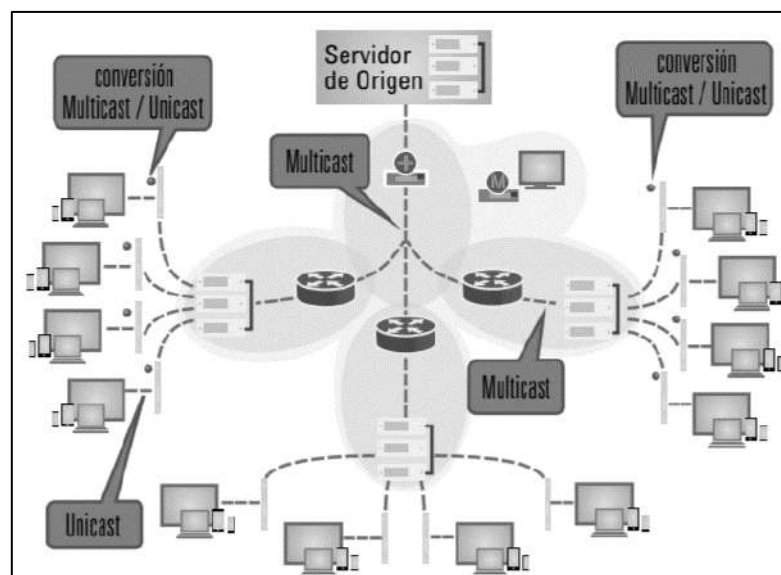 Servidor
de Origen
conversión
Multicast / Unicast
conversión
Multicast / Unicast
Multicast
M
Multicast
Unicast